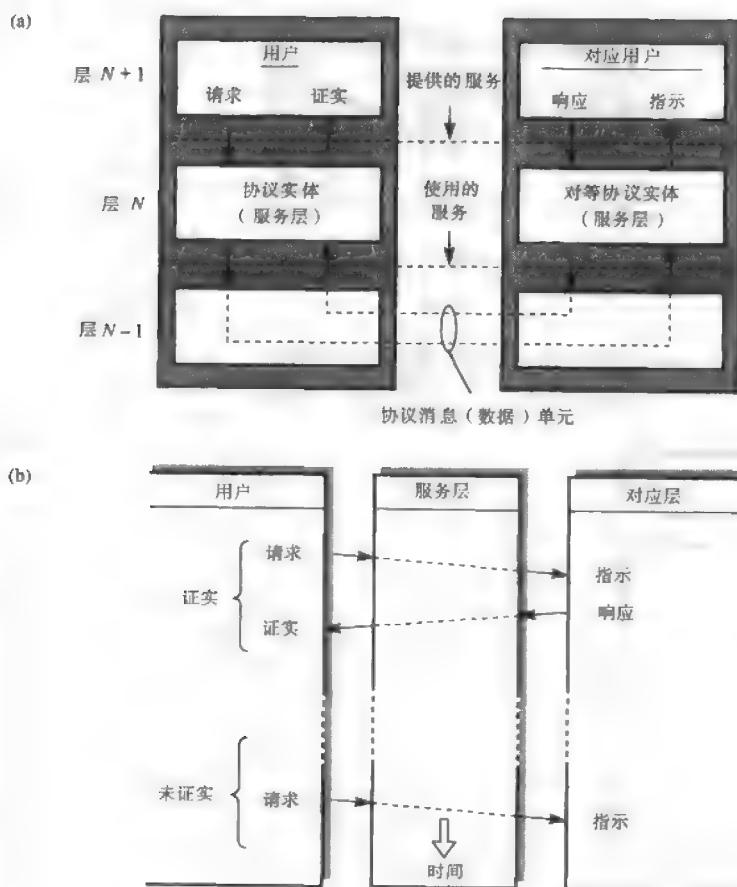 (a)
用户
对应用户
层 N+1
提供的服务
请求 证实
响应 指示
协议实体
（服务层）
使用的
服务
对等协议实体
（服务层）
层 N
层 N-1
协议消息（数据）单元
(b)
用户
服务层
对应层
请求
指示
证实
响应
证实
未证实
请求
指示
时间